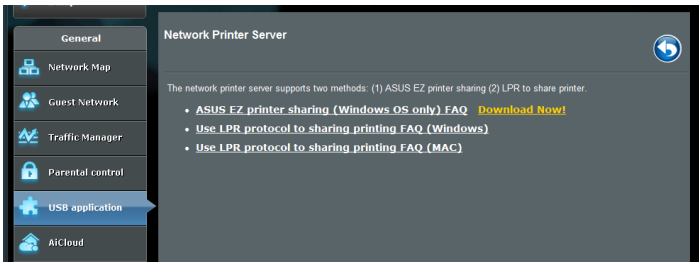 General
Network Map
Guest Network
Traffic Manager
Parental control
USB application
AiCloud
Network Printer Server
The network printer server supports two methods: (1) ASUS EZ printer sharing (2) LPR to share printer.
ASUS EZ printer sharing (Windows OS only) FAQ Download Now!
Use LPR protocol to sharing printing FAQ (Windows)
Use LPR protocol to sharing printing FAQ (MAC)